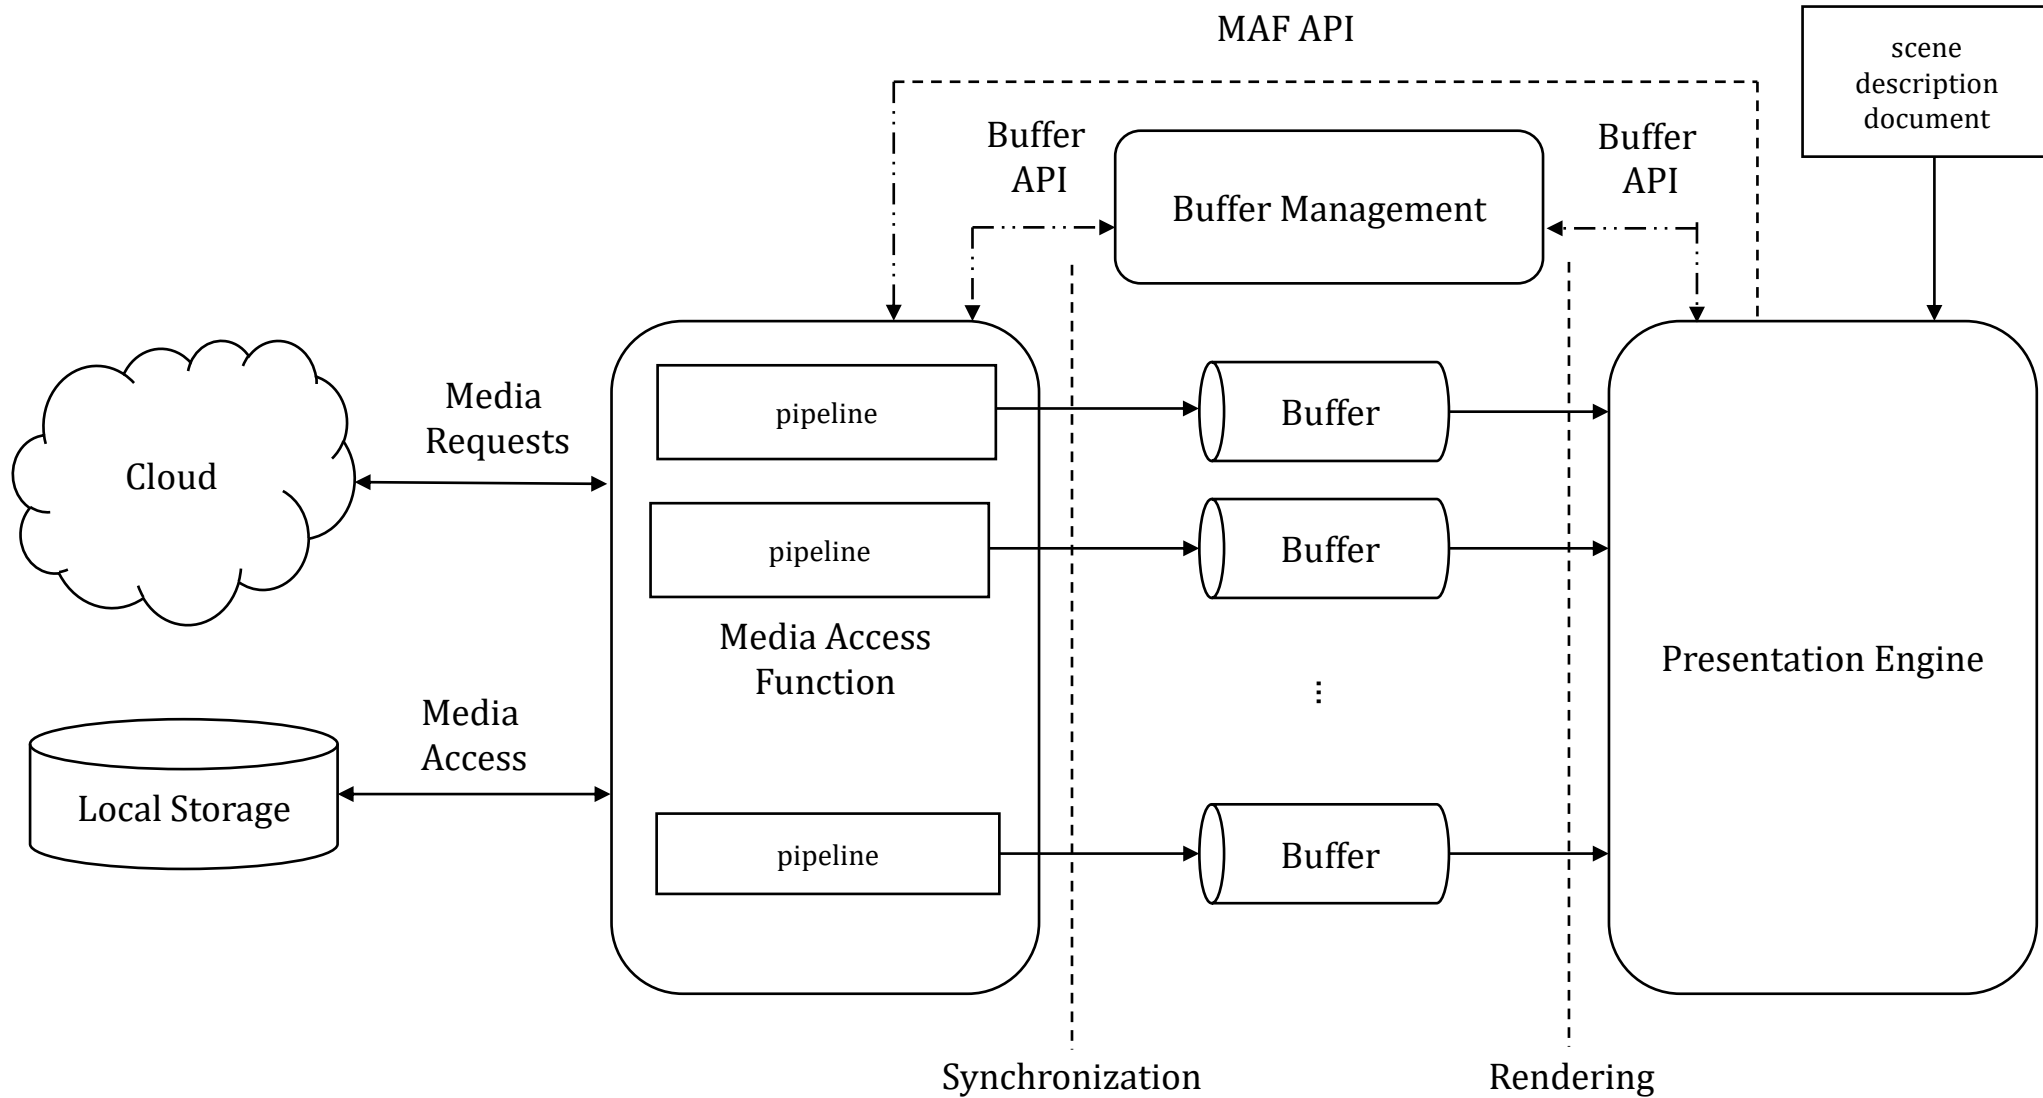 MAF API
scene
description
document
Buffer
API
Buffer Management
Buffer
API
Cloud
Media
Requests
pipeline
Buffer
pipeline
Buffer
Media Access
Function
...
Presentation Engine
Local Storage
Media
Access
pipeline
Buffer
Synchronization
Rendering